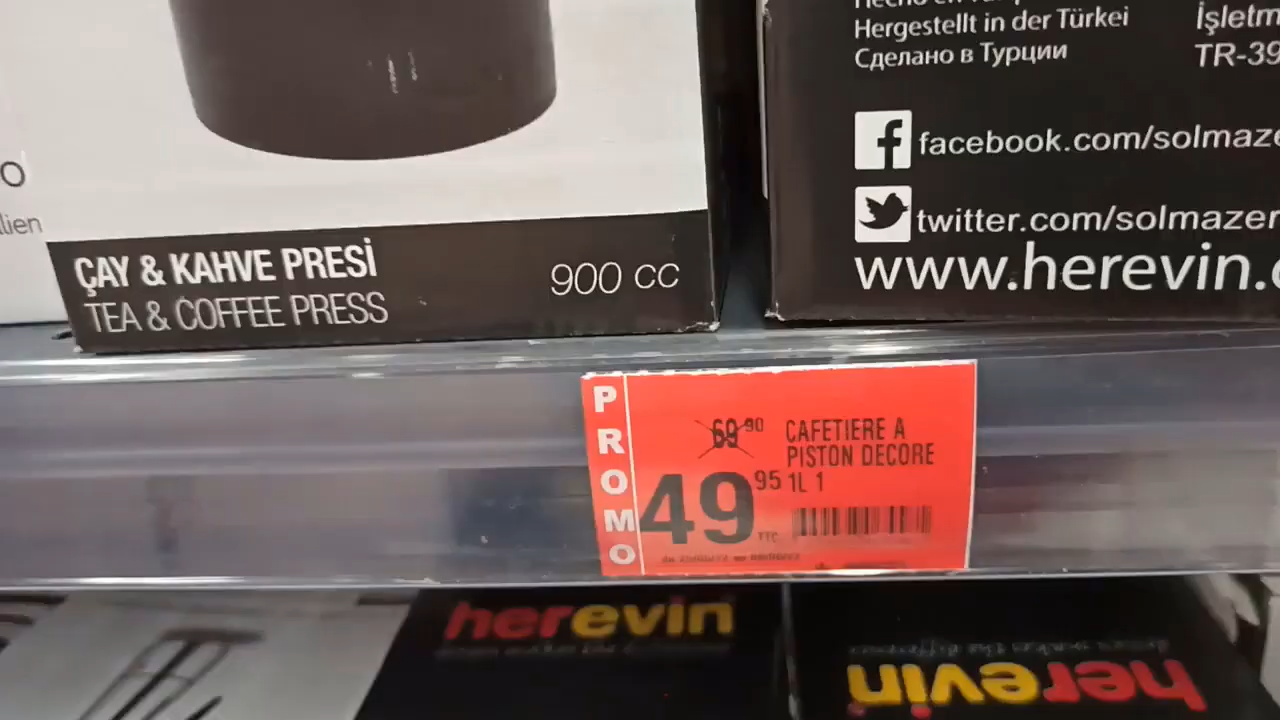 Hergestellt in der Türkei
Сделано в Турции
TR-39
facebook.com/solmaze
twitter.com/solmazer
www.herevin.
ÇAY & KAHVE PRESİ
TEA & COFFEE PRESS
900 CC
PROMO
69 90
49 95
TTC
CAFETIERE A
PISTON DECORE
1L 1
herevin
herevin